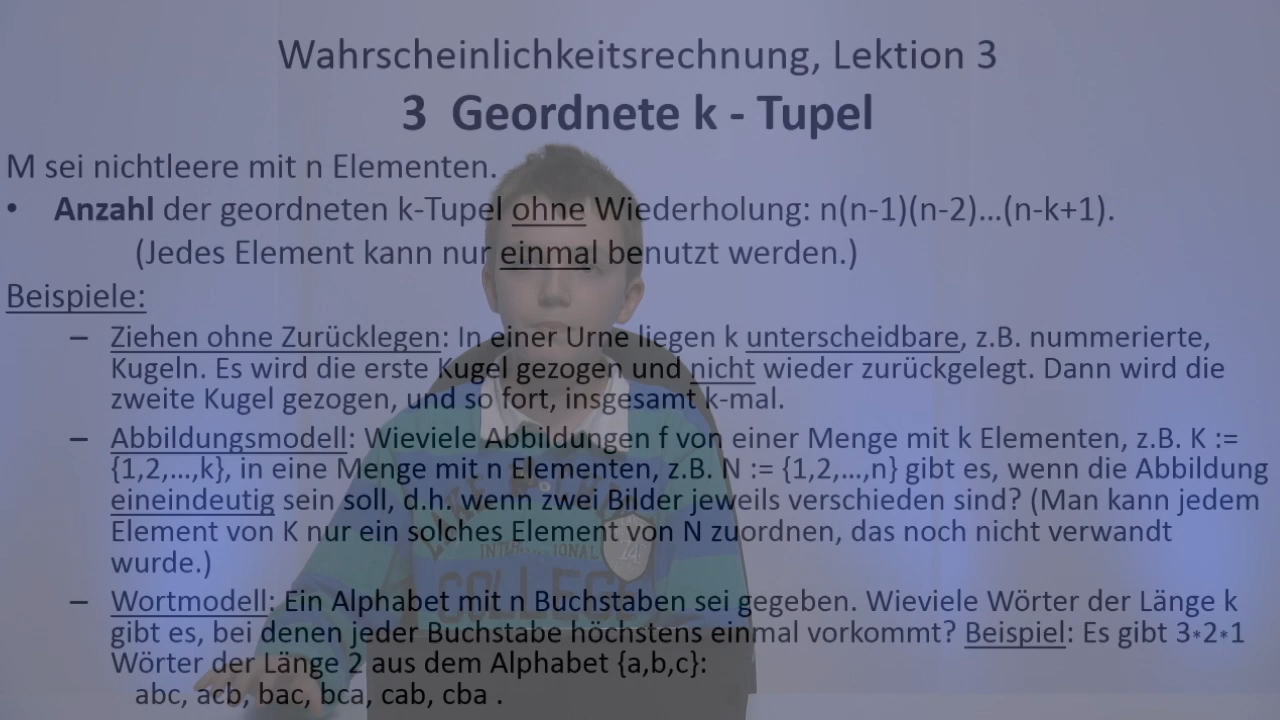 Wahrscheinlichkeitsrechnung, Lektion 3
3 Geordnete k - Tupel
M sei nichtleere mit n Elementen.
• Anzahl der geordneten k-Tupel ohne Wiederholung: n(n-1)(n-2)…(n-k+1).
(Jedes Element kann nur einmal benutzt werden.)
Beispiele:
– Ziehen ohne Zurücklegen: In einer Urne liegen k unterscheidbare, z.B. nummerierte,
Kugeln. Es wird die erste Kugel gezogen und nicht wieder zurückgelegt. Dann wird die
zweite Kugel gezogen, und so fort, insgesamt k-mal.
– Abbildungsmodell: Wieviele Abbildungen f von einer Menge mit k Elementen, z.B. K :=
{1,2,…,k}, in eine Menge mit n Elementen, z.B. N := {1,2,…,n} gibt es, wenn die Abbildung
eineindeutig sein soll, d.h. wenn zwei Bilder jeweils verschieden sind? (Man kann jedem
Element von K nur ein solches Element von N zuordnen, das noch nicht verwandt
wurde.)
– Wortmodell: Ein Alphabet mit n Buchstaben sei gegeben. Wieviele Wörter der Länge k
gibt es, bei denen jeder Buchstabe höchstens einmal vorkommt? Beispiel: Es gibt 3*2*1
Wörter der Länge 2 aus dem Alphabet {a,b,c}:
abc, acb, bac, bca, cab, cba .
INTERNATIONAL
COLLEGE